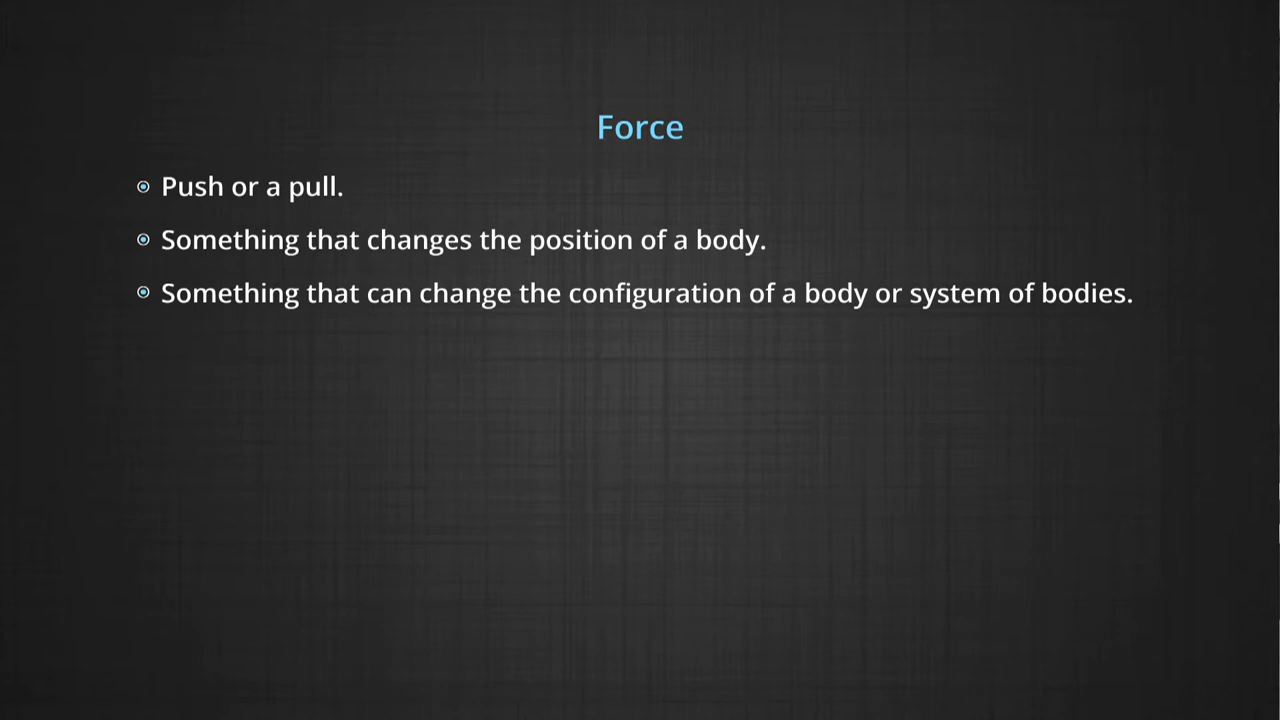 Force
Push or a pull.
Something that changes the position of a body.
Something that can change the configuration of a body or system of bodies.